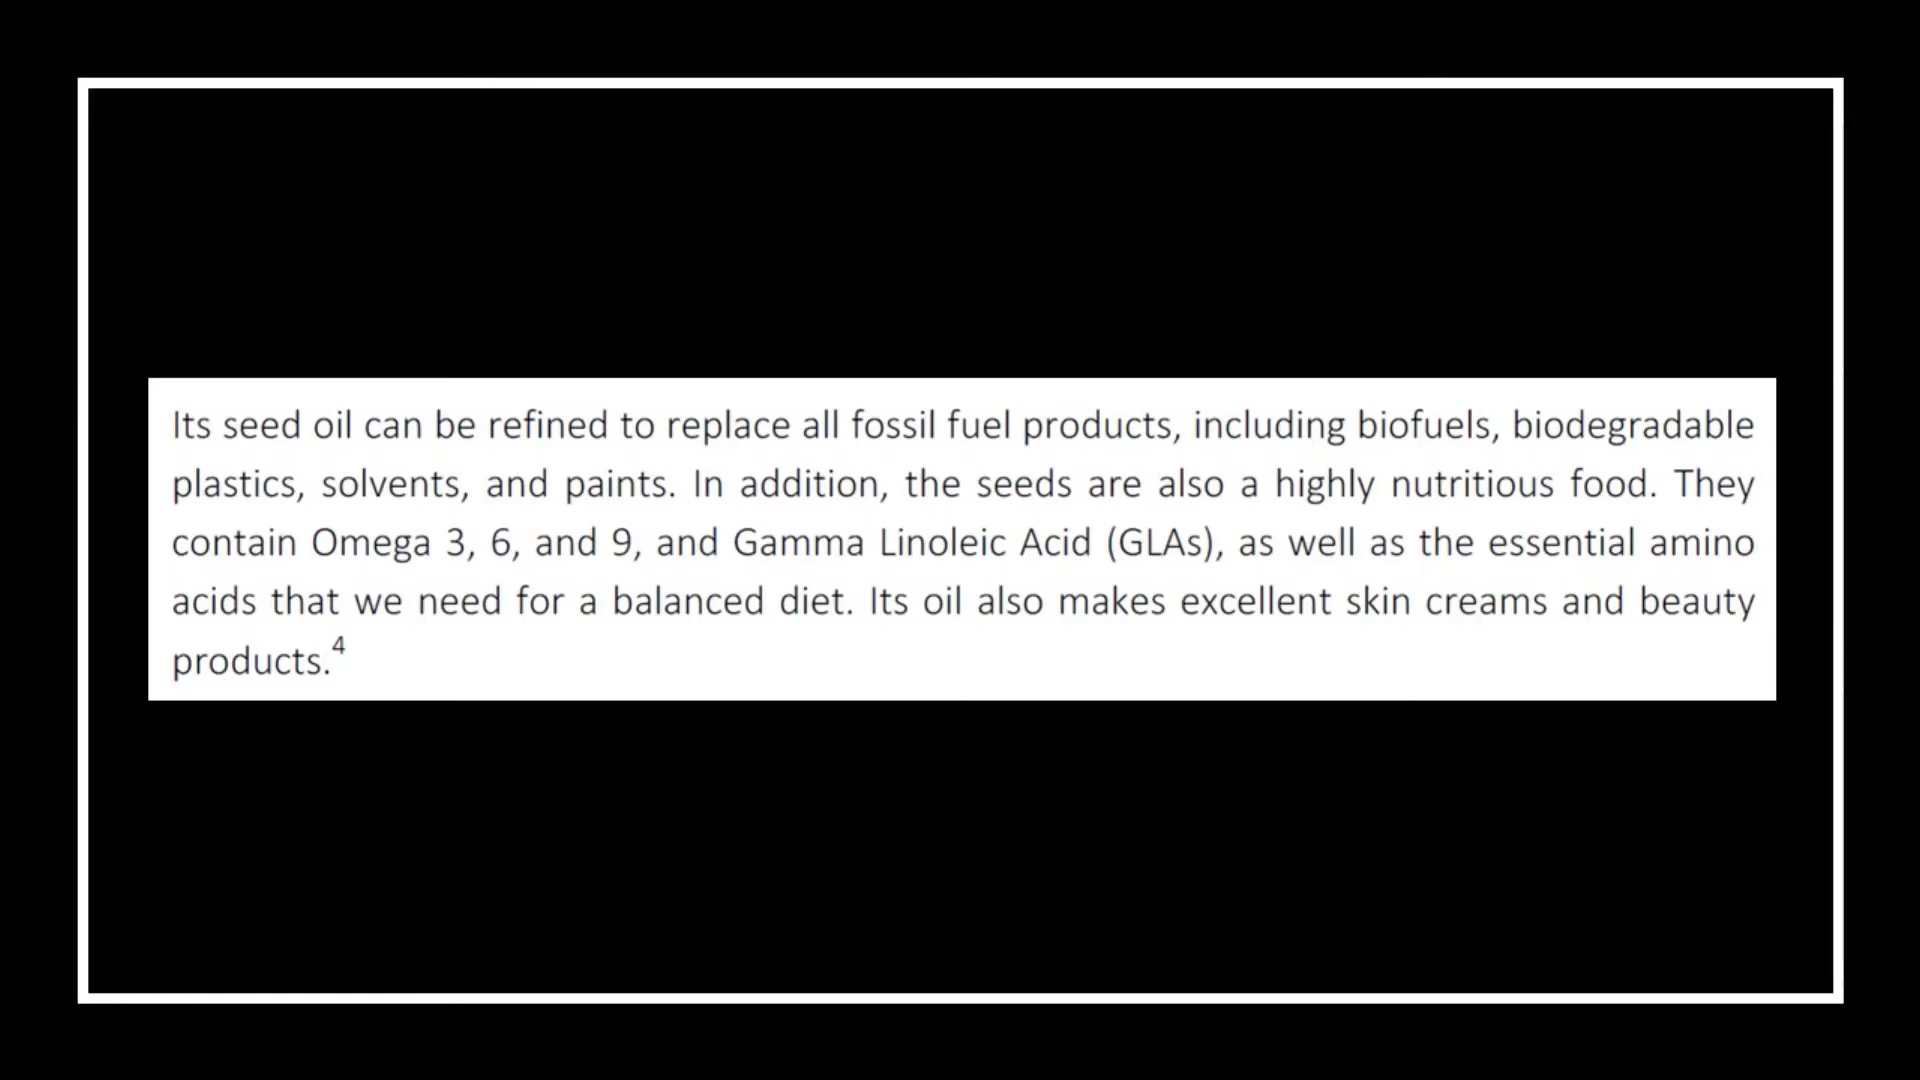 Its seed oil can be refined to replace all fossil fuel products, including biofuels, biodegradable
plastics, solvents, and paints. In addition, the seeds are also a highly nutritious food. They
contain Omega 3, 6, and 9, and Gamma Linoleic Acid (GLAs), as well as the essential amino
acids that we need for a balanced diet. Its oil also makes excellent skin creams and beauty
products.⁴